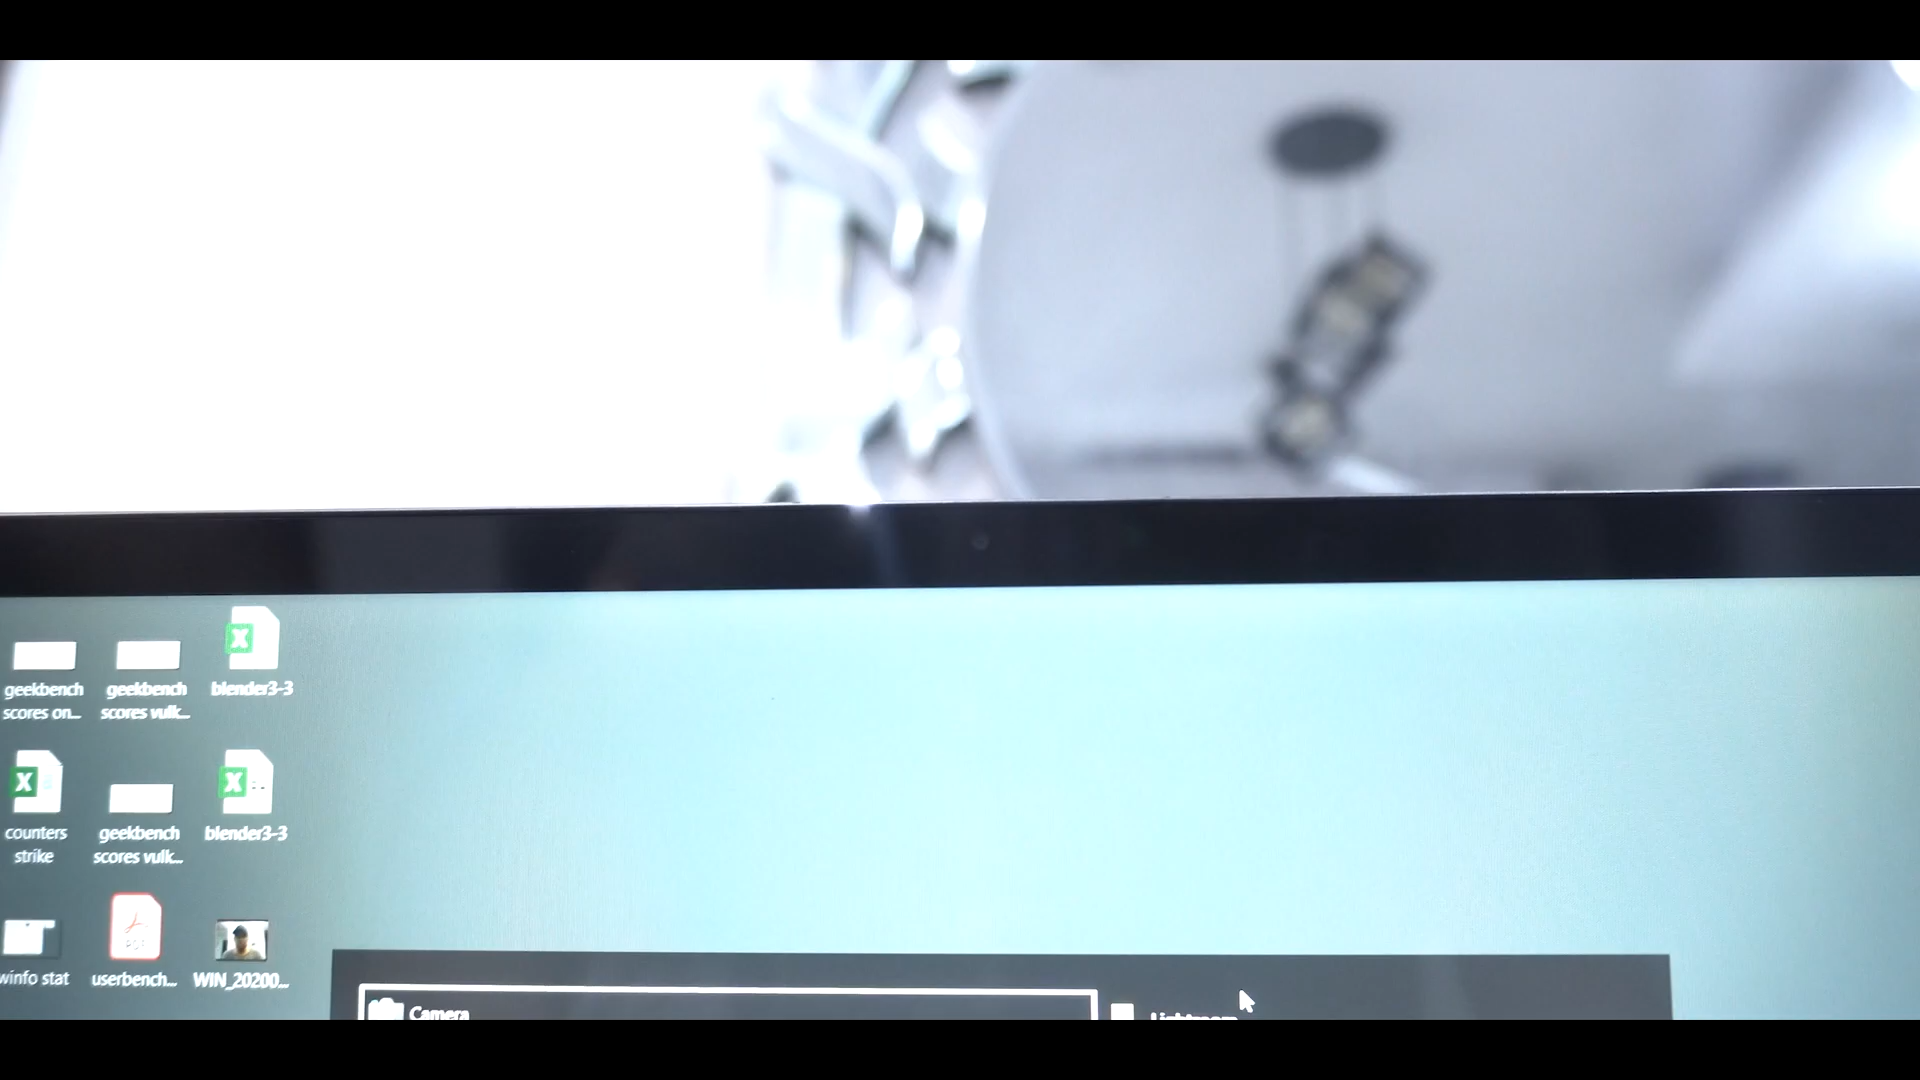 geekbench
scores on...
geekbench
scores vulk...
blender3-3
counters
strike
geekbench
scores vulk...
blender3-3
winfo stat
userbench...
WIN_20200...
Camera